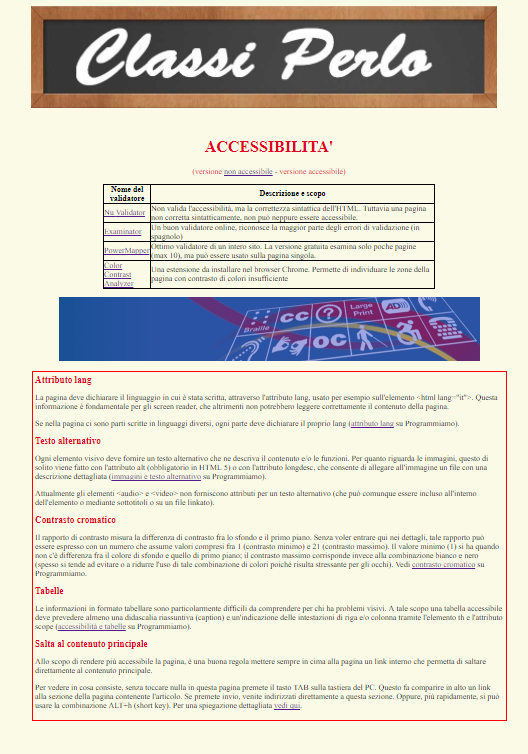 Classi Perlo
ACCESSIBILITA'
(versione non accessibile - versione accessibile)
Nome del
validatore
Descrizione e scopo
Nu Validator
Non valida l'accessibilità, ma la correttezza sintattica dell'HTML. Tuttavia una pagina
non corretta sintatticamente, non può neppure essere accessibile.
Examinator
Un buon validatore online, riconosce la maggior parte degli errori di validazione (in
spagnolo)
PowerMapper
Ottimo validatore di un intero sito. La versione gratuita esamina solo poche pagine
(max 10), ma può essere usato sulla pagina singola.
Color
Contrast
Analyzer
Una estensione da installare nel browser Chrome. Permette di individuare le zone della
pagina con contrasto di colori insufficiente
Braille
CC
?
Large
Print
AD
OC
Attributo lang
La pagina deve dichiarare il linguaggio in cui è stata scritta, attraverso l'attributo lang, usato per esempio sull'elemento <html lang="it">. Questa
informazione è fondamentale per gli screen reader, che altrimenti non potrebbero leggere correttamente il contenuto della pagina.
Se nella pagina ci sono parti scritte in linguaggi diversi, ogni parte deve dichiarare il proprio lang (attributo lang su Programmiamo).
Testo alternativo
Ogni elemento visivo deve fornire un testo alternativo che ne descriva il contenuto e/o le funzioni. Per quanto riguarda le immagini, questo di
solito viene fatto con l'attributo alt (obbligatorio in HTML 5) o con l'attributo longdesc, che consente di allegare all'immagine un file con una
descrizione dettagliata (immagini e testo alternativo su Programmiamo).
Attualmente gli elementi <audio> e <video> non forniscono attributi per un testo alternativo (che può comunque essere incluso all'interno
dell'elemento o mediante sottotitoli o su un file linkato).
Contrasto cromatico
Il rapporto di contrasto misura la differenza di contrasto fra lo sfondo e il primo piano. Senza voler entrare qui nei dettagli, tale rapporto può
essere espresso con un numero che assume valori compresi fra 1 (contrasto minimo) e 21 (contrasto massimo). Il valore minimo (1) si ha quando
non c'è differenza fra il colore di sfondo e quello di primo piano; il contrasto massimo corrisponde invece alla combinazione bianco e nero
(spesso si tende ad evitare o a ridurre l'uso di tale combinazione di colori poiché risulta stressante per gli occhi). Vedi contrasto cromatico su
Programmiamo.
Tabelle
Le informazioni in formato tabellare sono particolarmente difficili da comprendere per chi ha problemi visivi. A tale scopo una tabella accessibile
deve prevedere almeno una didascalia riassuntiva (caption) e un'indicazione delle intestazioni di riga e/o colonna tramite l'elemento th e l'attributo
scope (accessibilità e tabelle su Programmiamo).
Salta al contenuto principale
Allo scopo di rendere più accessibile la pagina, è una buona regola mettere sempre in cima alla pagina un link interno che permetta di saltare
direttamente al contenuto principale.
Per vedere in cosa consiste, senza toccare nulla in questa pagina premete il tasto TAB sulla tastiera del PC. Questo fa comparire in alto un link
alla sezione della pagina contenente l'articolo. Se premete invio, venite indirizzati direttamente a questa sezione. Oppure, più rapidamente, si può
usare la combinazione ALT+h (short key). Per una spiegazione dettagliata vedi qui.